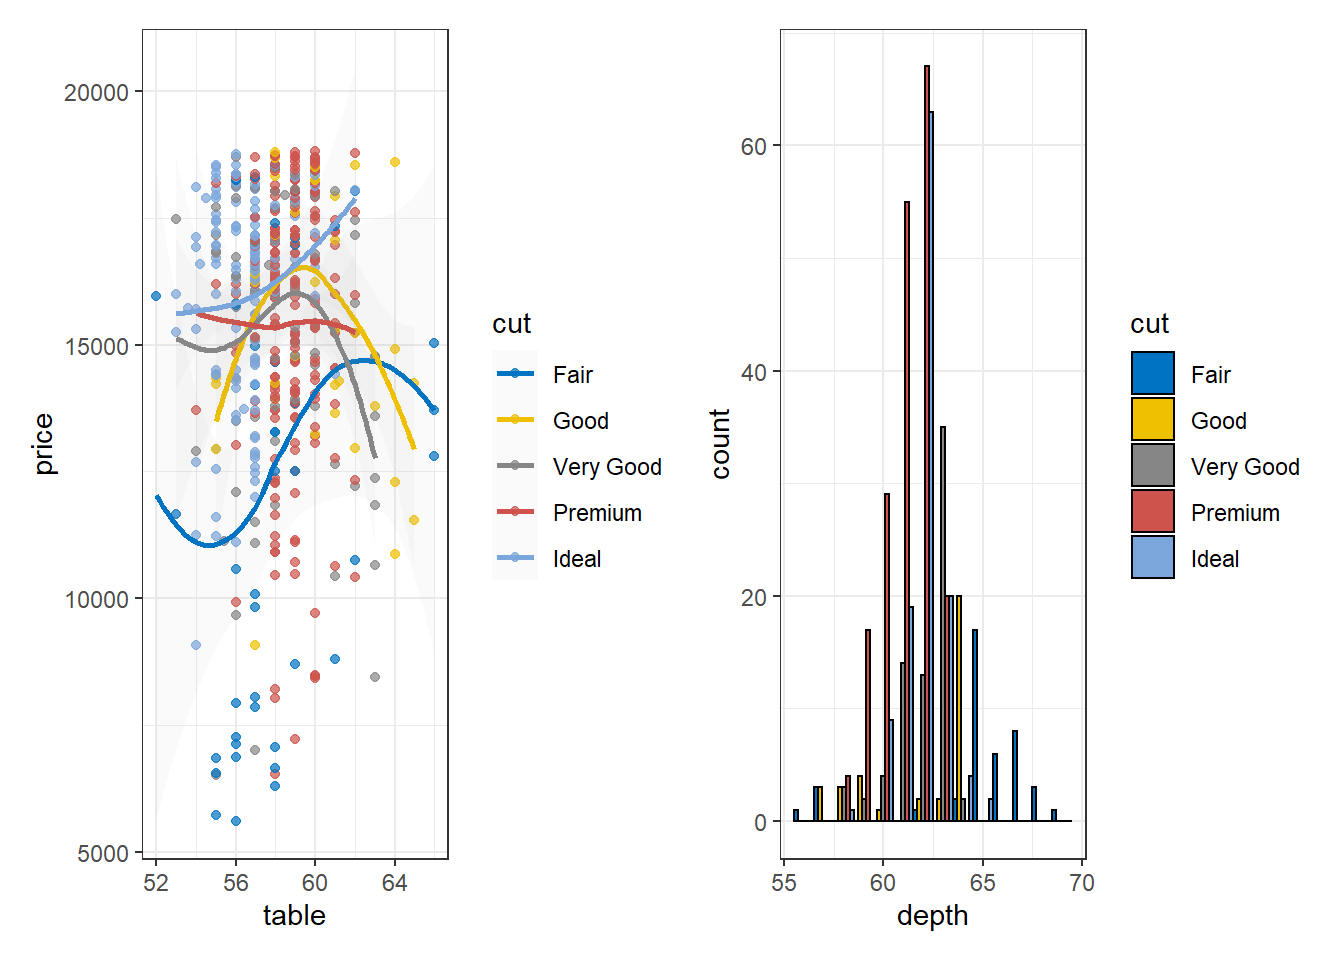 20000
15000
10000
5000
price
52 56 60 64
table
cut
Fair
Good
Very Good
Premium
Ideal
60
40
20
0
count
55 60 65 70
depth
cut
Fair
Good
Very Good
Premium
Ideal